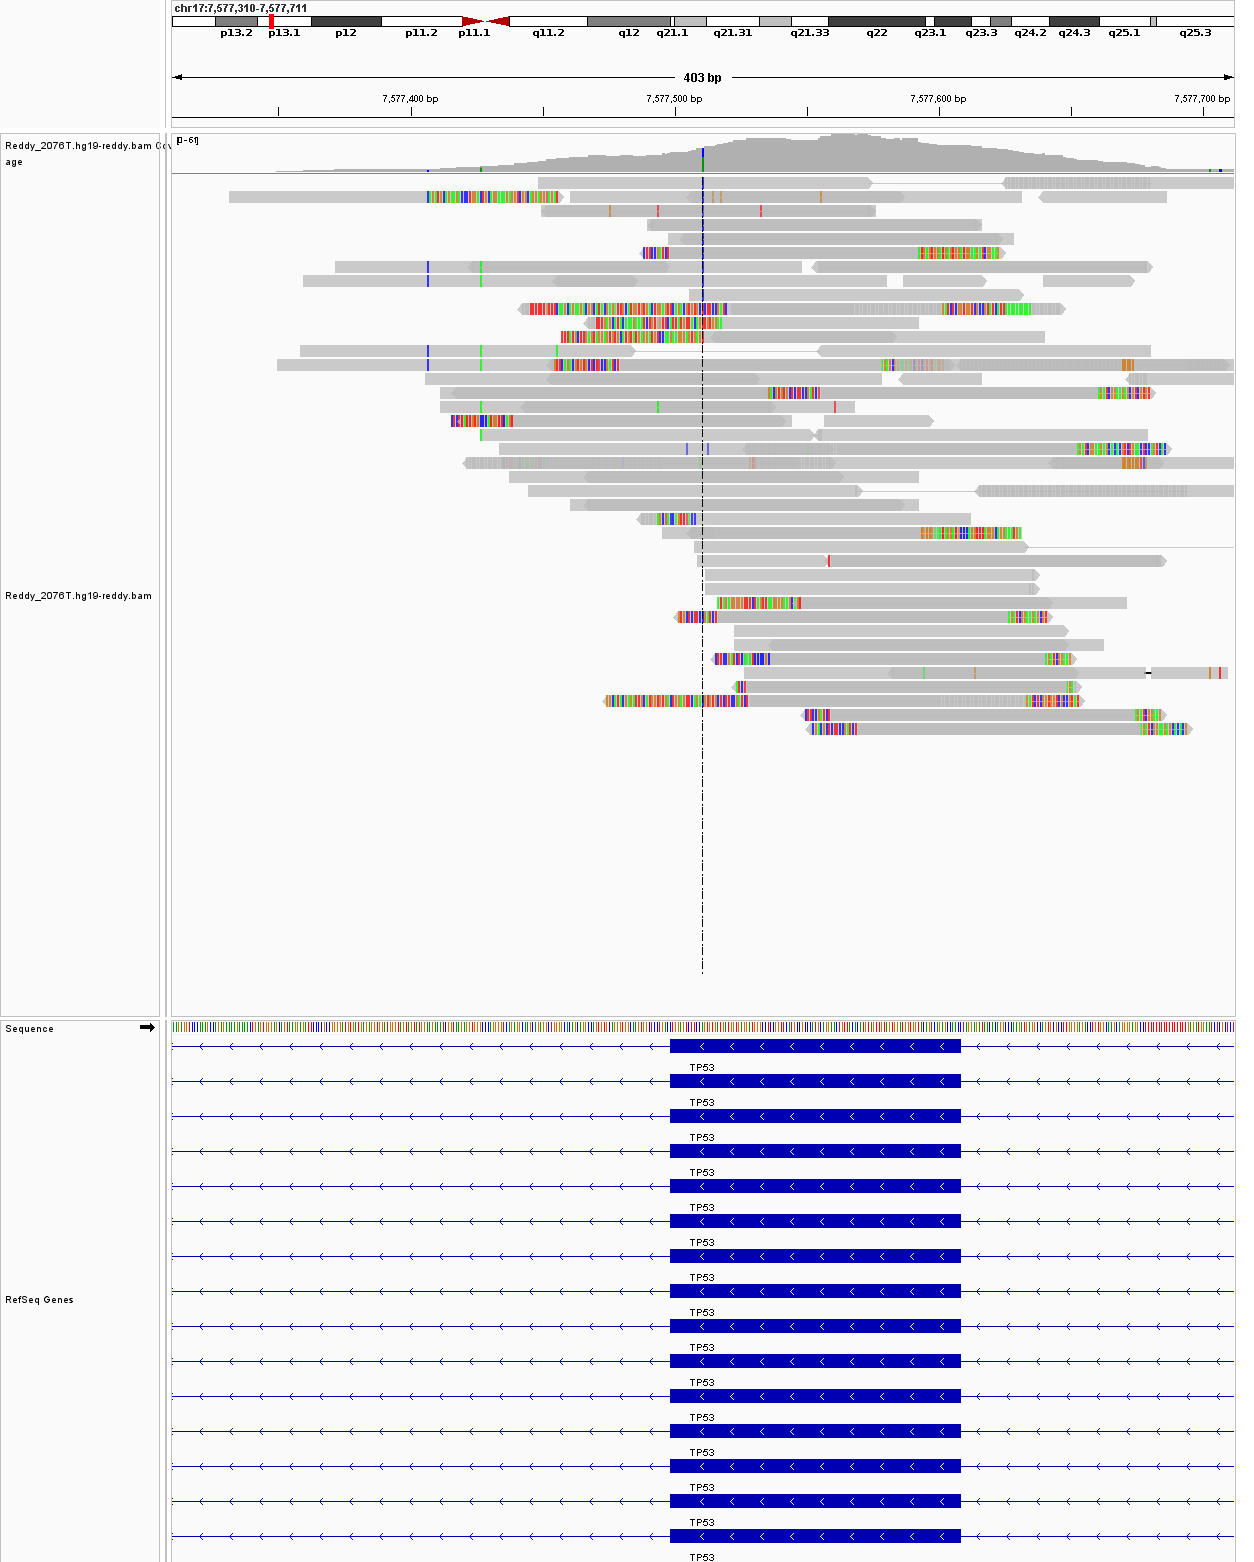 chr17:7,577,310-7,577,711
p13.2 p13.1 p12 p11.2 p11.1 q11.2 q12 q21.1 q21.31 q21.33 q22 q23.1 q23.3 q24.2 q24.3 q25.1 q25.3
403 bp
7,577,400 bp 7,577,500 bp 7,577,600 bp 7,577,700 bp
[0-61]
Reddy_2076T.hg19-reddy.bam Cov
age
Reddy_2076T.hg19-reddy.bam
Sequence
TP53
TP53
TP53
TP53
TP53
TP53
TP53
RefSeq Genes
TP53
TP53
TP53
TP53
TP53
TP53
TP53
TP53